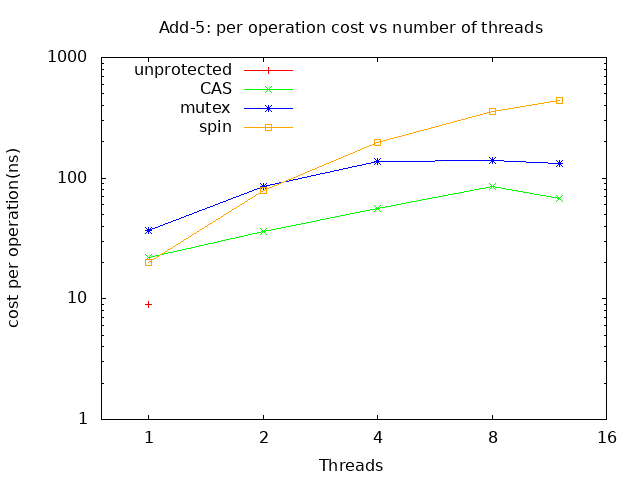 Add-5: per operation cost vs number of threads
1000
100
10
1
cost per operation(ns)
unprotected
CAS
mutex
spin
1 2 4 8 16
Threads